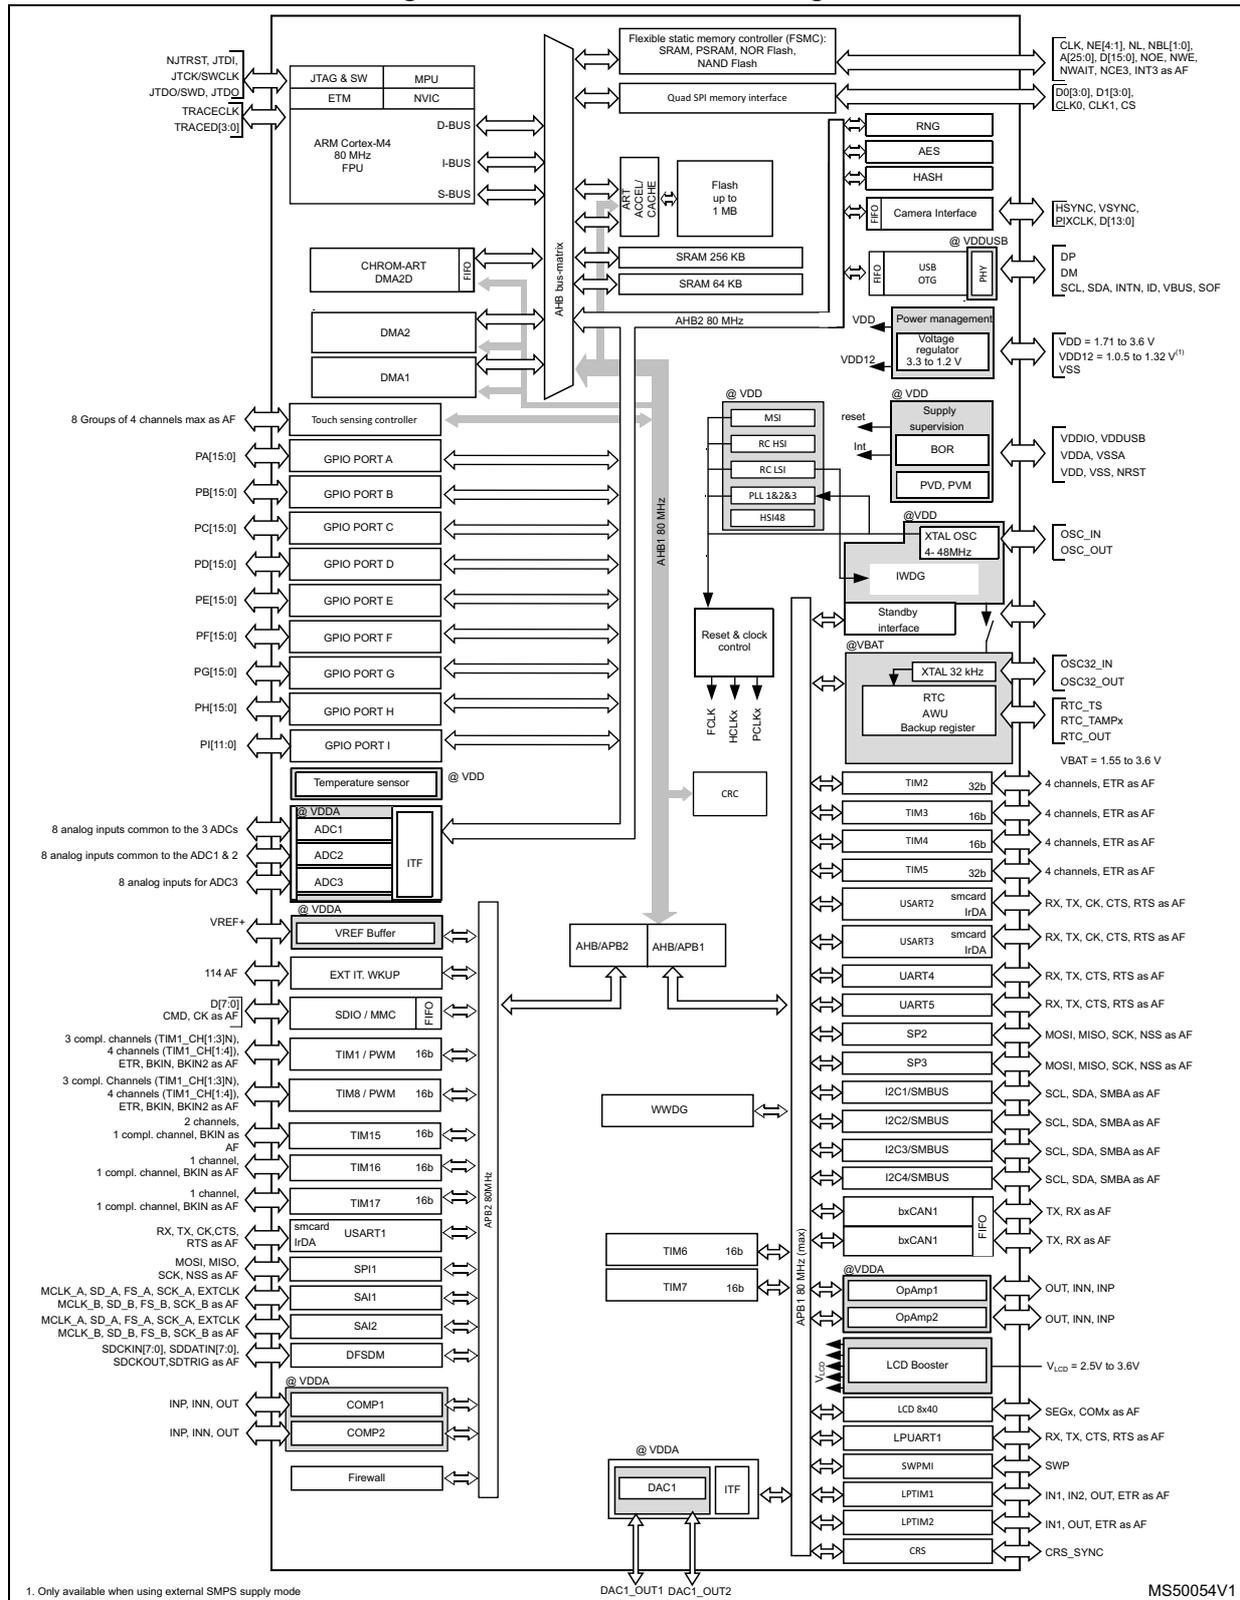 Flexible static memory controller (FSMC):
SRAM, PSRAM, NOR Flash,
NAND Flash
CLK, NE[4:1], NL, NBL[1:0],
A[25:0], D[15:0], NOE, NWE,
NWAIT, NCE3, INT3 as AF
Quad SPI memory interface
D0[3:0], D1[3:0],
CLK0, CLK1, CS
NJTRST, JTDI,
JTCK/SWCLK
JTDO/SWD, JTDO
TRACECLK
TRACED[3:0]
JTAG & SW
MPU
ETM
NVIC
ARM Cortex-M4
80 MHz
FPU
D-BUS
I-BUS
S-BUS
AHB bus-matrix
ART
ACCEL/
CACHE
Flash
up to
1 MB
SRAM 256 KB
SRAM 64 KB
AHB2 80 MHz
RNG
AES
HASH
FIFO
Camera Interface
HSYNC, VSYNC,
PIXCLK, D[13:0]
@ VDDUSB
FIFO
USB
OTG
PHY
DP
DM
SCL, SDA, INTN, ID, VBUS, SOF
CHROM-ART
DMA2D
FIFO
DMA2
DMA1
VDD
VDD12
Power management
Voltage
regulator
3.3 to 1.2 V
VDD = 1.71 to 3.6 V
VDD12 = 1.0.5 to 1.32 V(1)
VSS
@ VDD
MSI
RC HSI
RC LSI
PLL 1&2&3
HSI48
@ VDD
reset
Int
Supply
supervision
BOR
PVD, PVM
VDDIO, VDDUSB
VDDA, VSSA
VDD, VSS, NRST
8 Groups of 4 channels max as AF
Touch sensing controller
PA[15:0]
GPIO PORT A
PB[15:0]
GPIO PORT B
PC[15:0]
GPIO PORT C
PD[15:0]
GPIO PORT D
PE[15:0]
GPIO PORT E
PF[15:0]
GPIO PORT F
PG[15:0]
GPIO PORT G
PH[15:0]
GPIO PORT H
PI[11:0]
GPIO PORT I
AHB1 80 MHz
@VDD
XTAL OSC
4- 48MHz
IWDG
OSC_IN
OSC_OUT
Standby
interface
Reset & clock
control
FCLK
HCLKx
PCLKx
@VBAT
XTAL 32 kHz
RTC
AWU
Backup register
OSC32_IN
OSC32_OUT
RTC_TS
RTC_TAMPx
RTC_OUT
VBAT = 1.55 to 3.6 V
Temperature sensor
@ VDD
CRC
@ VDDA
8 analog inputs common to the 3 ADCs
ADC1
8 analog inputs common to the ADC1 & 2
ADC2
8 analog inputs for ADC3
ADC3
ITF
@ VDDA
VREF+
VREF Buffer
AHB/APB2
AHB/APB1
114 AF
EXT IT. WKUP
D[7:0]
CMD, CK as AF
SDIO / MMC
FIFO
3 compl. channels (TIM1_CH[1:3]N),
4 channels (TIM1_CH[1:4]),
ETR, BKIN, BKIN2 as AF
TIM1 / PWM
16b
3 compl. Channels (TIM1_CH[1:3]N),
4 channels (TIM1_CH[1:4]),
ETR, BKIN, BKIN2 as AF
TIM8 / PWM
16b
2 channels,
1 compl. channel, BKIN as
AF
TIM15
16b
1 channel,
1 compl. channel, BKIN as AF
TIM16
16b
1 channel,
1 compl. channel, BKIN as AF
TIM17
16b
RX, TX, CK,CTS,
RTS as AF
smcard
IrDA
USART1
MOSI, MISO,
SCK, NSS as AF
SPI1
MCLK_A, SD_A, FS_A, SCK_A, EXTCLK
MCLK_B, SD_B, FS_B, SCK_B as AF
SAI1
MCLK_A, SD_A, FS_A, SCK_A, EXTCLK
MCLK_B, SD_B, FS_B, SCK_B as AF
SAI2
SDCKIN[7:0], SDDATIN[7:0],
SDCKOUT,SDTRIG as AF
DFSDM
@ VDDA
INP, INN, OUT
COMP1
INP, INN, OUT
COMP2
Firewall
APB2 80MHz
WWDG
TIM6
16b
TIM7
16b
@ VDDA
DAC1
ITF
DAC1_OUT1
DAC1_OUT2
APB1 80 MHz (max)
TIM2
32b
4 channels, ETR as AF
TIM3
16b
4 channels, ETR as AF
TIM4
16b
4 channels, ETR as AF
TIM5
32b
4 channels, ETR as AF
USART2
smcard
IrDA
RX, TX, CK, CTS, RTS as AF
USART3
smcard
IrDA
RX, TX, CK, CTS, RTS as AF
UART4
RX, TX, CTS, RTS as AF
UART5
RX, TX, CTS, RTS as AF
SP2
MOSI, MISO, SCK, NSS as AF
SP3
MOSI, MISO, SCK, NSS as AF
I2C1/SMBUS
SCL, SDA, SMBA as AF
I2C2/SMBUS
SCL, SDA, SMBA as AF
I2C3/SMBUS
SCL, SDA, SMBA as AF
I2C4/SMBUS
SCL, SDA, SMBA as AF
bxCAN1
TX, RX as AF
bxCAN1
FIFO
TX, RX as AF
@VDDA
OpAmp1
OUT, INN, INP
OpAmp2
OUT, INN, INP
VLCD
LCD Booster
VLCD = 2.5V to 3.6V
LCD 8x40
SEGx, COMx as AF
LPUART1
RX, TX, CTS, RTS as AF
SWPMI
SWP
LPTIM1
IN1, IN2, OUT, ETR as AF
LPTIM2
IN1, OUT, ETR as AF
CRS
CRS_SYNC
1. Only available when using external SMPS supply mode
MS50054V1